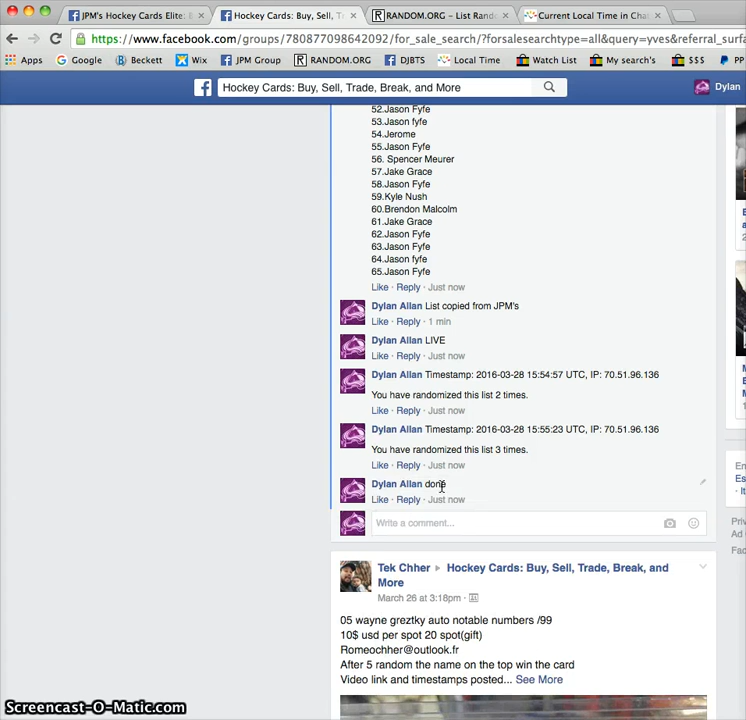 JPM's Hockey Cards Elite: B
Hockey Cards: Buy, Sell, T
RANDOM.ORG - List Rand
Current Local Time in Chat
https://www.facebook.com/groups/780877098642092/for_sale_search/?forsalesearchtype=all&query=yves&referral_surfa
Apps Google Beckett Wix JPM Group RANDOM.ORG DJBTS Local Time Watch List My search's $$$ PP
Hockey Cards: Buy, Sell, Trade, Break, and More
Dylan
52.Jason Fyfe
53.Jason fyfe
54.Jerome
55.Jason Fyfe
56. Spencer Meurer
57.Jake Grace
58.Jason Fyfe
59.Kyle Nush
60.Brendon Malcolm
61.Jake Grace
62.Jason Fyfe
63.Jason Fyfe
64.Jason fyfe
65.Jason Fyfe
Like · Reply · Just now
Dylan Allan List copied from JPM's
Like · Reply · 1 min
Dylan Allan LIVE
Like · Reply · Just now
Dylan Allan Timestamp: 2016-03-28 15:54:57 UTC, IP: 70.51.96.136
You have randomized this list 2 times.
Like · Reply · Just now
Dylan Allan Timestamp: 2016-03-28 15:55:23 UTC, IP: 70.51.96.136
You have randomized this list 3 times.
Like · Reply · Just now
Dylan Allan done
Like · Reply · Just now
Write a comment...
Tek Chher Hockey Cards: Buy, Sell, Trade, Break, and
More
March 26 at 3:18pm ·
05 wayne greztky auto notable numbers /99
10$ usd per spot 20 spot(gift)
Romeochher@outlook.fr
After 5 random the name on the top win the card
Video link and timestamps posted... See More
En
Es
· It
Priv
Ad
Fac
Screencast-O-Matic.com